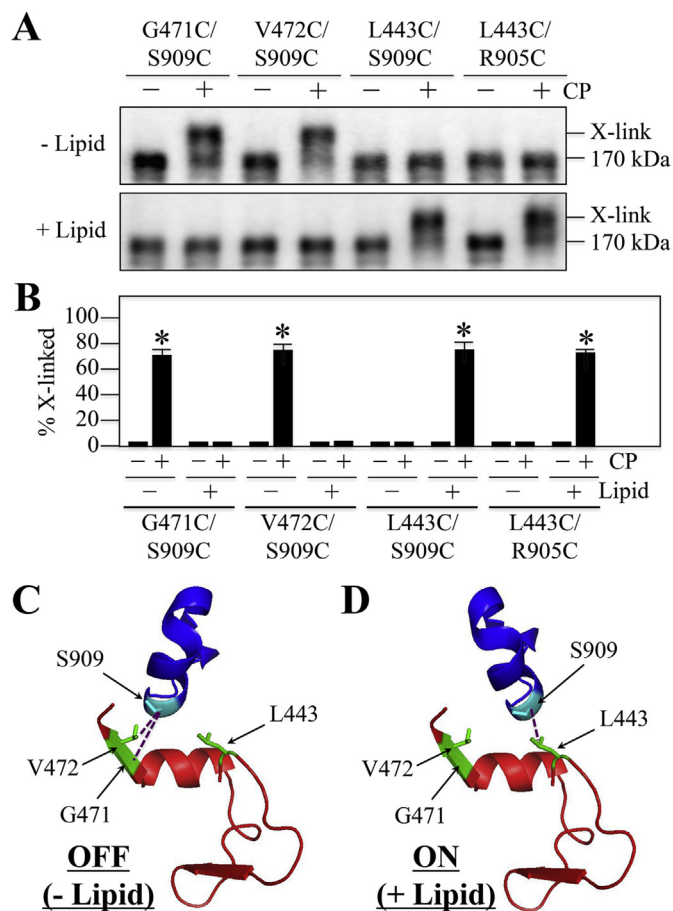 A
G471C/ V472C/ L443C/ L443C/
S909C S909C S909C R905C
− + − + − + − + CP
- Lipid
X-link
170 kDa
+ Lipid
X-link
170 kDa
B
% X-linked
100
80
60
40
20
0
* * * *
− + − + − + − + − + − + − + − + CP
− + − + − + − + Lipid
G471C/ V472C/ L443C/ L443C/
S909C S909C S909C R905C
C
S909
L443
V472
G471
OFF
(- Lipid)
D
S909
L443
V472
G471
ON
(+ Lipid)